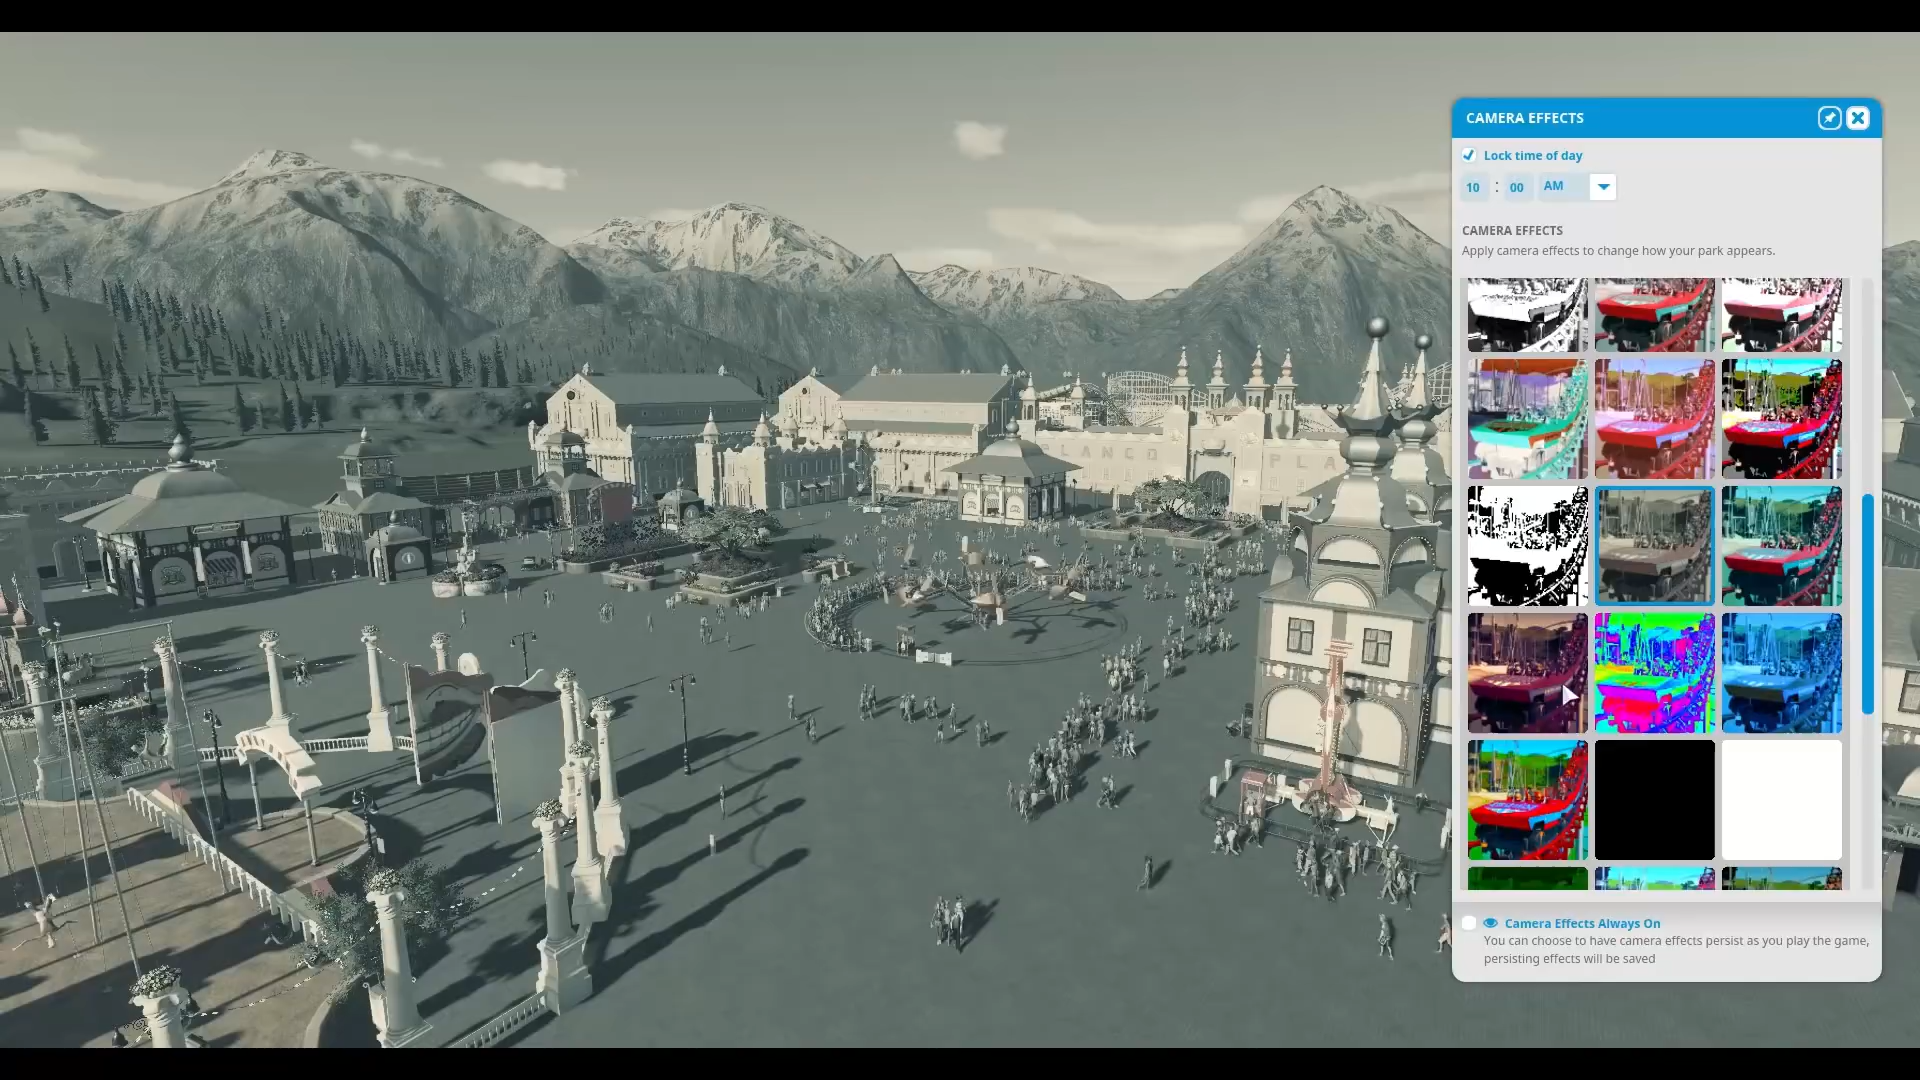 CAMERA EFFECTS
Lock time of day
10 : 00 AM
CAMERA EFFECTS
Apply camera effects to change how your park appears.
LANCO PLA
Camera Effects Always On
You can choose to have camera effects persist as you play the game,
persisting effects will be saved